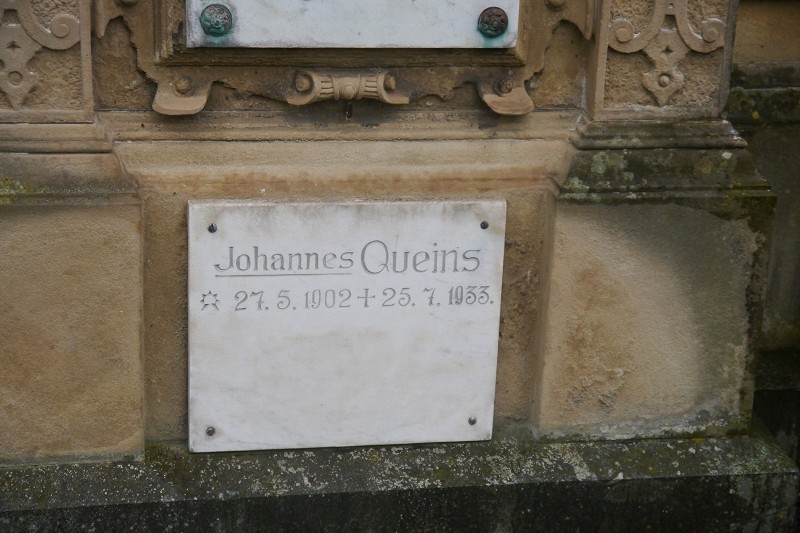 Johannes Queins
27. 5. 1902 + 25. 7. 1933.